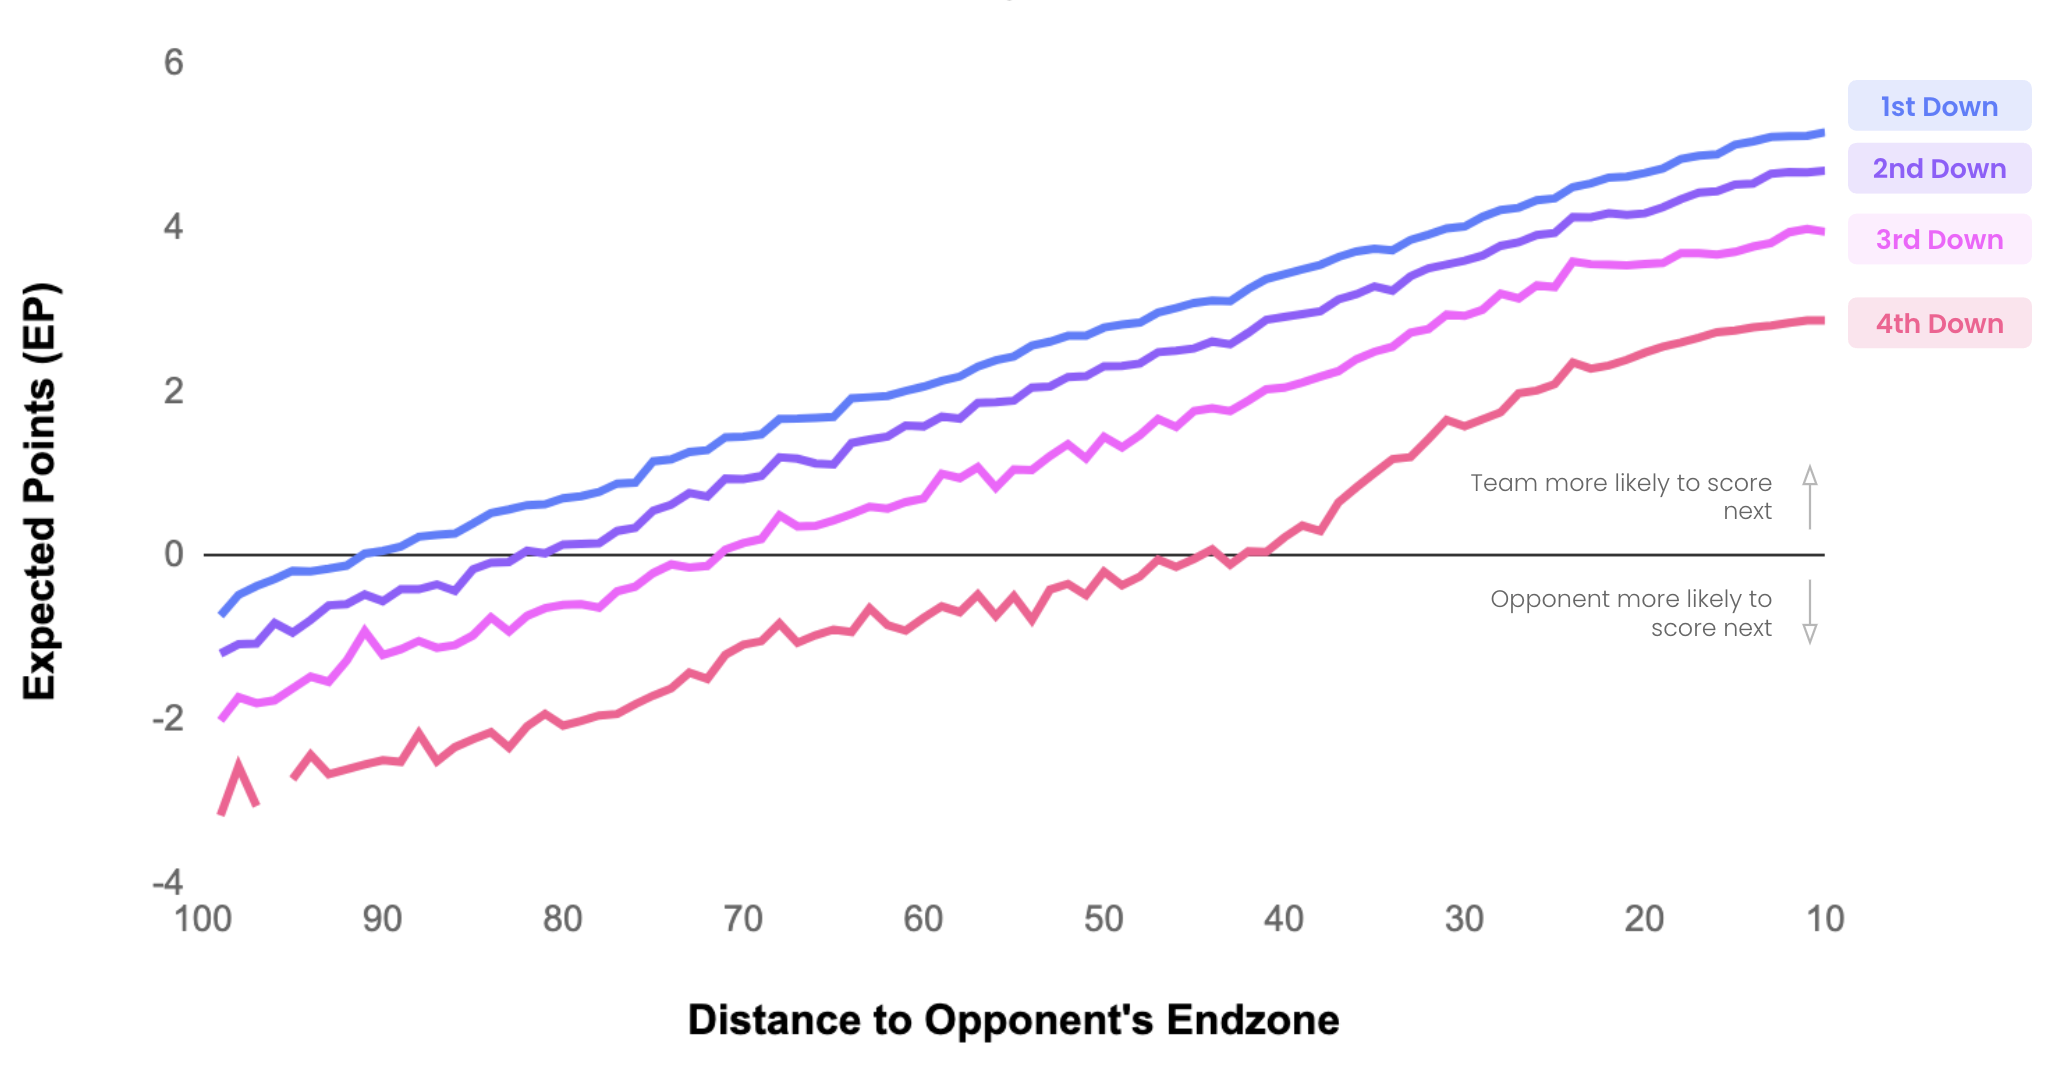 6
1st Down
2nd Down
4
3rd Down
4th Down
Expected Points (EP)
2
Team more likely to score
next
0
Opponent more likely to
score next
-2
-4
100 90 80 70 60 50 40 30 20 10
Distance to Opponent's Endzone